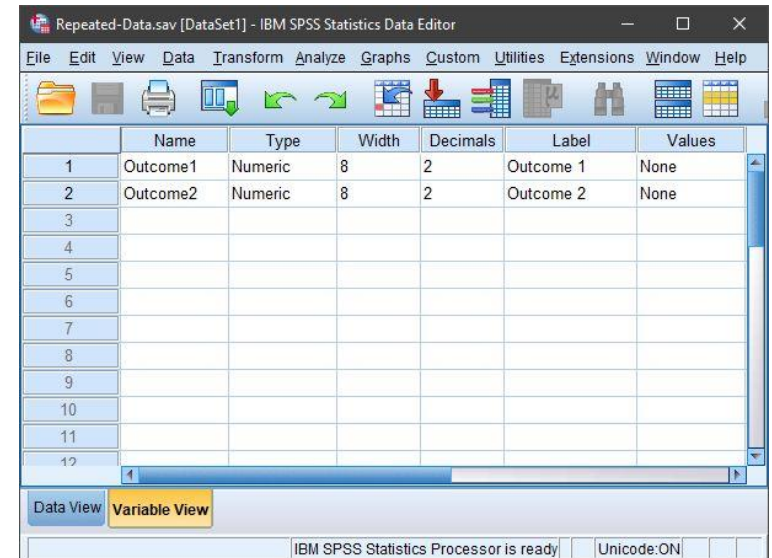 Repeated-Data.sav [DataSet1] - IBM SPSS Statistics Data Editor
File Edit View Data Transform Analyze Graphs Custom Utilities Extensions Window Help
Name Type Width Decimals Label Values
1 Outcome1 Numeric 8 2 Outcome 1 None
2 Outcome2 Numeric 8 2 Outcome 2 None
3
4
5
6
7
8
9
10
11
12
Data View Variable View
IBM SPSS Statistics Processor is ready Unicode:ON